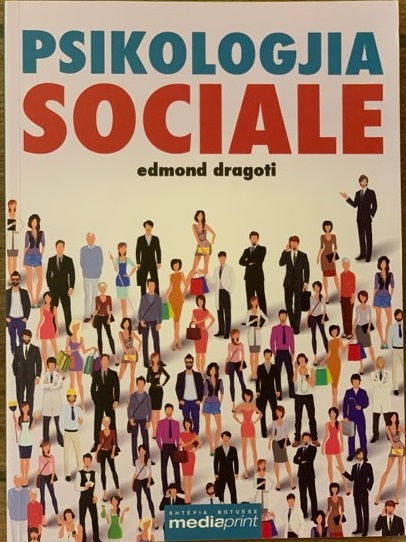 PSIKOLOGJIA
SOCIALE
edmond dragoti
SHTËPIA BOTUESE
mediaprint